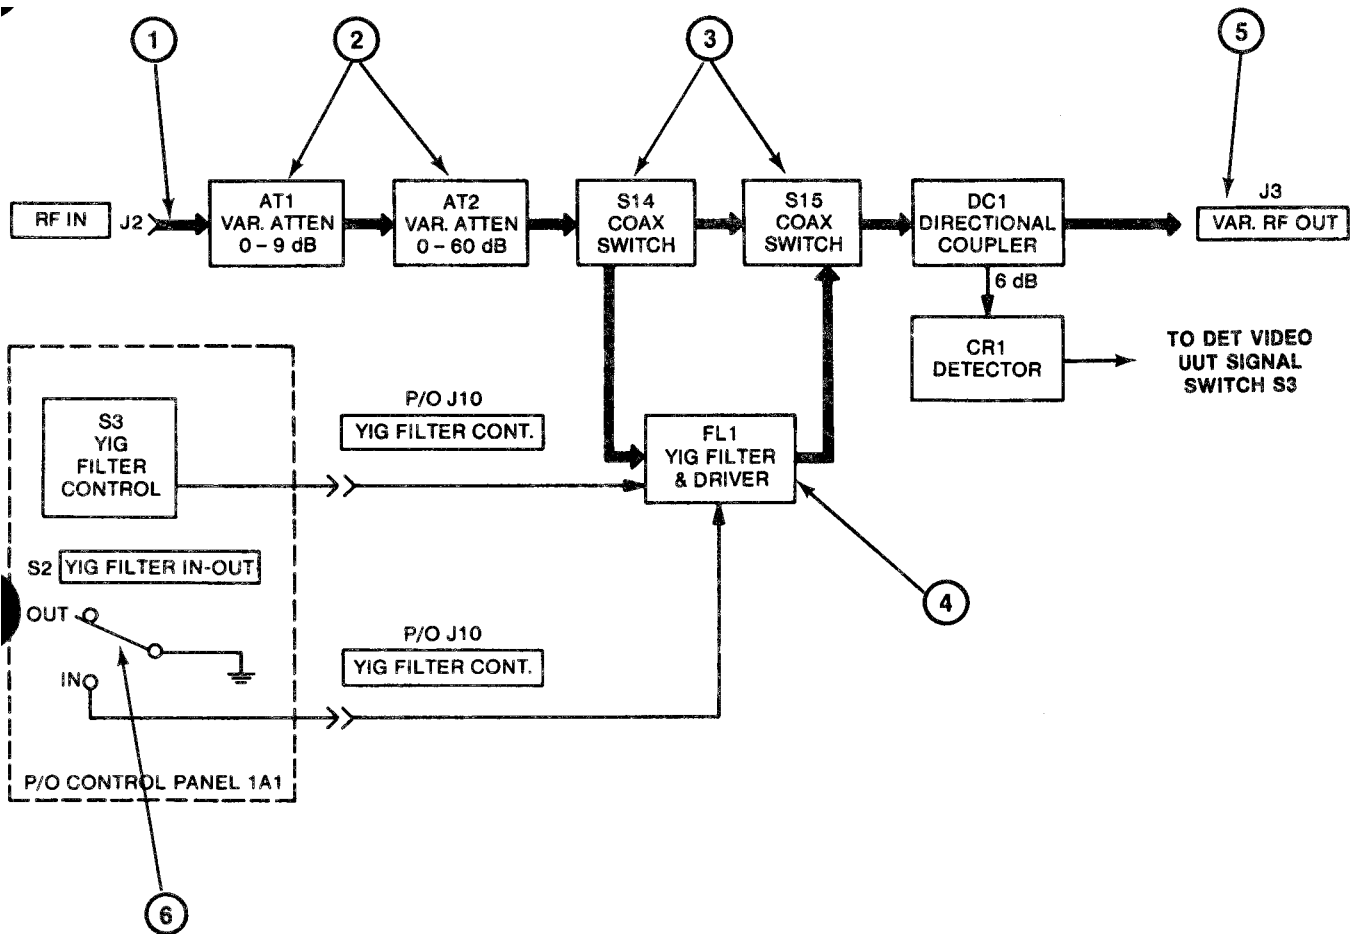 1
2
3
5
RF IN
J2
AT1
VAR. ATTEN
0 – 9 dB
AT2
VAR. ATTEN
0 – 60 dB
S14
COAX
SWITCH
S15
COAX
SWITCH
DC1
DIRECTIONAL
COUPLER
J3
VAR. RF OUT
6 dB
CR1
DETECTOR
TO DET VIDEO
UUT SIGNAL
SWITCH S3
S3
YIG
FILTER
CONTROL
P/O J10
YIG FILTER CONT.
FL1
YIG FILTER
& DRIVER
4
S2 YIG FILTER IN-OUT
OUT
IN
P/O J10
YIG FILTER CONT.
P/O CONTROL PANEL 1A1
6